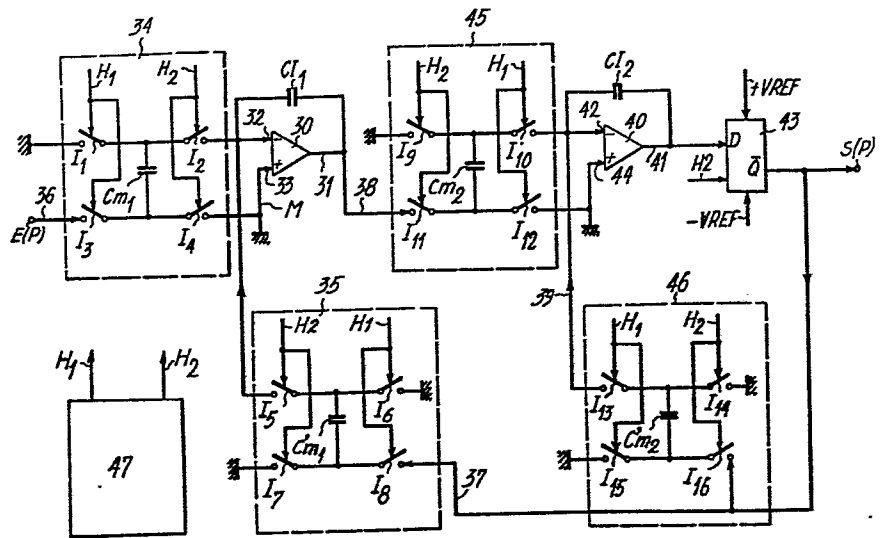 34
H1
H2
I1
I2
Cm1
36
E(P)
I3
I4
CI1
32
30
33
31
M
38
45
H2
H1
I9
I10
Cm2
I11
I12
CI2
42
40
44
41
+VREF
43
D
H2
Q̅
-VREF
S(P)
39
35
H2
H1
I5
I6
C'm1
I7
I8
37
46
H1
H2
I13
I14
C'm2
I15
I16
H1
H2
47